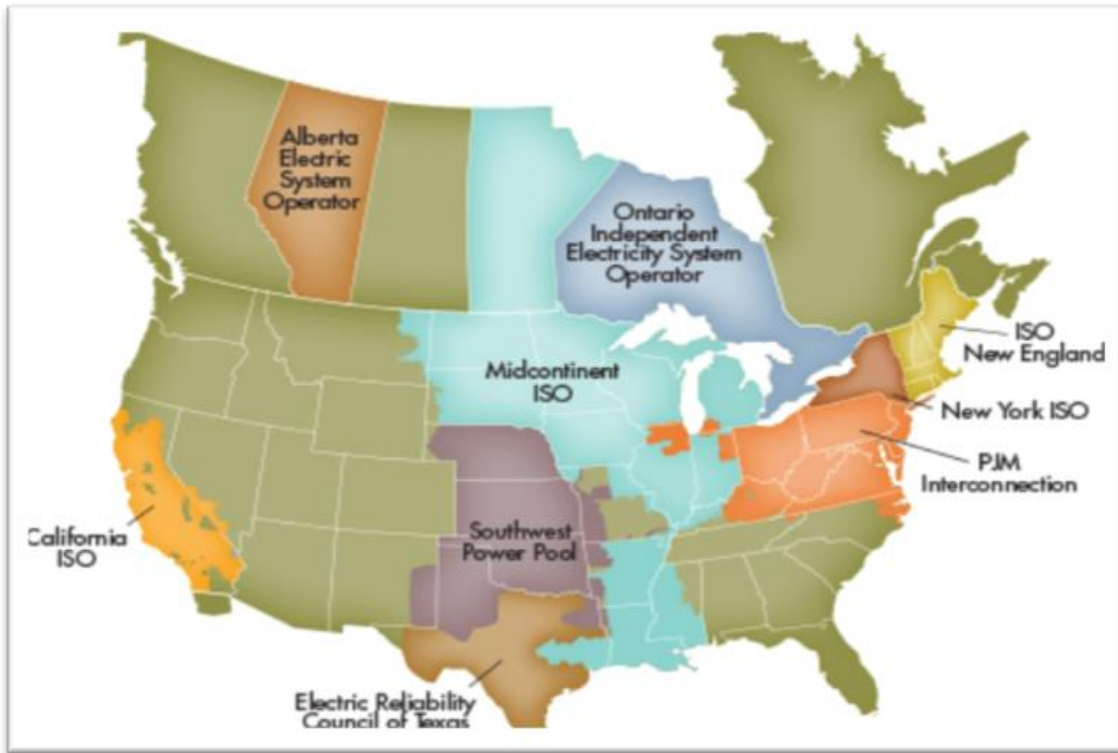 Alberta
Electric
System
Operator
Ontario
Independent
Electricity System
Operator
ISO
New England
Midcontinent
ISO
New York ISO
PJM
Interconnection
California
ISO
Southwest
Power Pool
Electric Reliability
Council of Texas